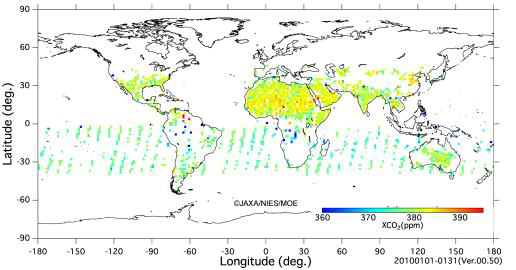 90
60
30
0
-30
-60
-90
Latitude (deg.)
©JAXA/NIES/MOE
360 370 380 390
XCO2(ppm)
-180 -150 -120 -90 -60 -30 0 30 60 90 120 150 180
Longitude (deg.)
20100101-0131(Ver.00.50)